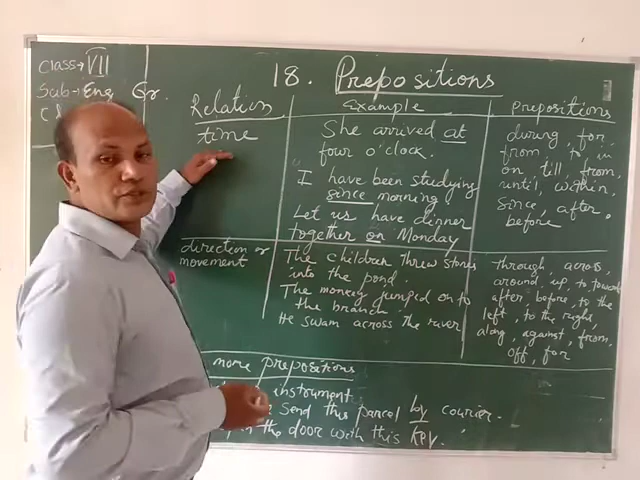 Class→ VII
Sub→ Eng Gr.
18. Prepositions
Relation
time
Example
She arrived at
four o'clock.
I have been studying
since morning
Let us have dinner
together on Monday
Prepositions
during, for,
from, to, in
on, till, from,
until, within,
Since, after,
before
direction or
movement
The children threw stones
into the pond.
The monkey jumped on to
the branch.
He swam across the river
Through, across,
around, up, to towards
after, before, to the
left, to the right,
along, against, from,
off, for
more prepositions
instrument
Send this parcel by courier.
in the door with this key.